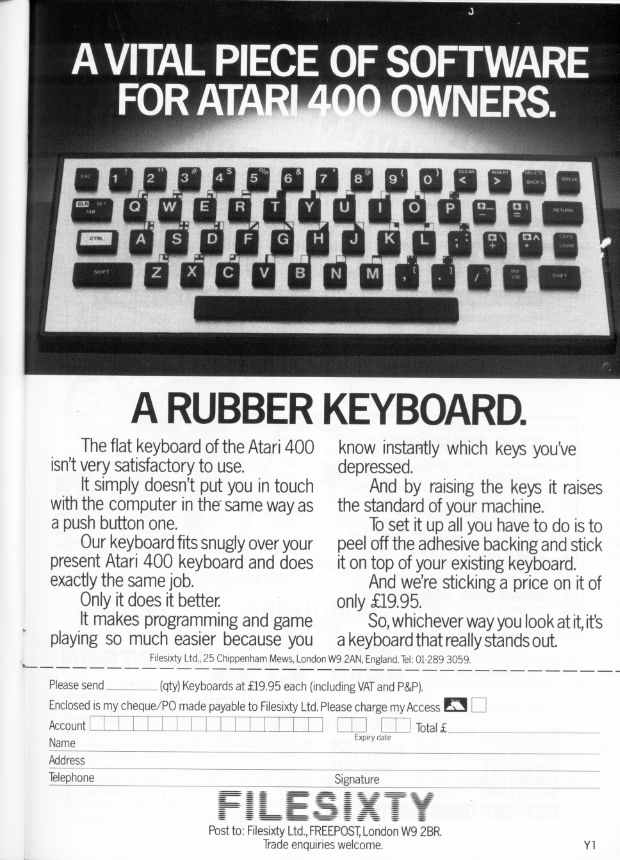 A VITAL PIECE OF SOFTWARE
FOR ATARI 400 OWNERS.
ESC 1 ! 2 " 3 # 4 $ 5 % 6 & 7 ' 8 @ 9 ( 0 ) CLEAR < INSERT > DELETE BACK S BREAK
CLR SET TAB Q W E R T Y U I O P - = RETURN
CTRL A S D F G H J K L ; : + \ * ^ CAPS LOWR
SHIFT Z X C V B N M , [ . ] / ? SHIFT
A RUBBER KEYBOARD.
The flat keyboard of the Atari 400
isn't very satisfactory to use.
It simply doesn't put you in touch
with the computer in the same way as
a push button one.
Our keyboard fits snugly over your
present Atari 400 keyboard and does
exactly the same job.
Only it does it better.
It makes programming and game
playing so much easier because you
know instantly which keys you've
depressed.
And by raising the keys it raises
the standard of your machine.
To set it up all you have to do is to
peel off the adhesive backing and stick
it on top of your existing keyboard.
And we're sticking a price on it of
only £19.95.
So, whichever way you look at it, it's
a keyboard that really stands out.
Filesixty Ltd., 25 Chippenham Mews, London W9 2AN, England. Tel: 01-289 3059.
Please send (qty) Keyboards at £19.95 each (including VAT and P&P).
Enclosed is my cheque/PO made payable to Filesixty Ltd. Please charge my Access
Account Total £
Expiry date
Name
Address
Telephone Signature
FILESIXTY
Post to: Filesixty Ltd., FREEPOST, London W9 2BR.
Trade enquiries welcome.
Y1